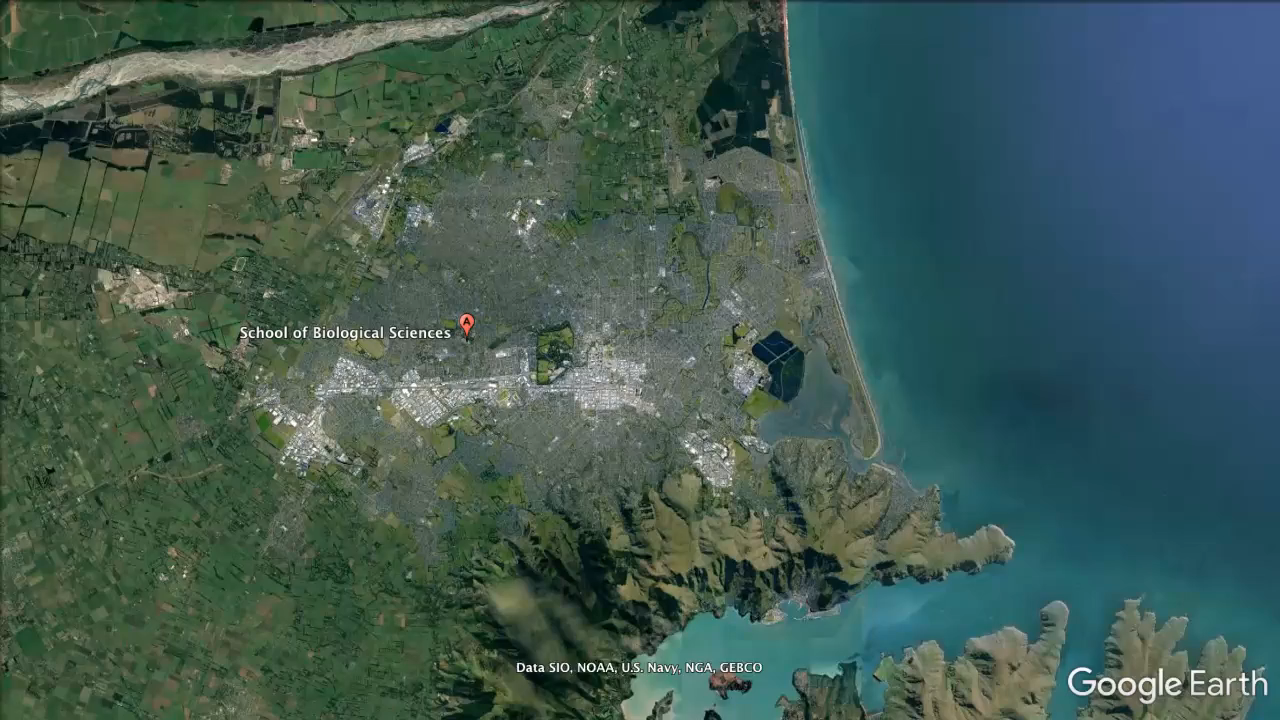 A
School of Biological Sciences
Data SIO, NOAA, U.S. Navy, NGA, GEBCO
Google Earth